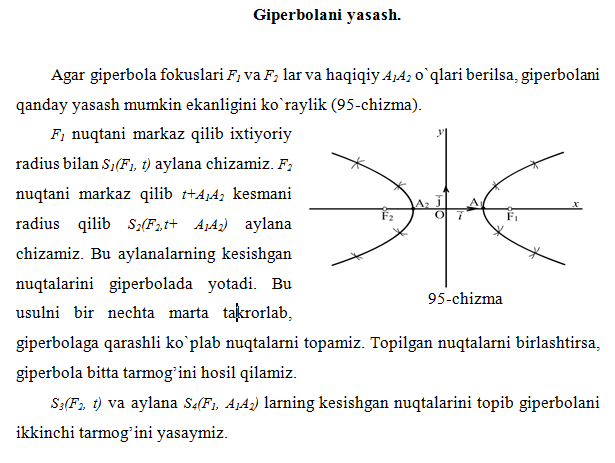 Giperbolani yasash.
Agar giperbola fokuslari F1 va F2 lar va haqiqiy A1A2 o`qlari berilsa, giperbolani
qanday yasash mumkin ekanligini ko`raylik (95-chizma).
F1 nuqtani markaz qilib ixtiyoriy
radius bilan S1(F1, t) aylana chizamiz. F2
nuqtani markaz qilib t+A1A2 kesmani
radius qilib S2(F2,t+ A1A2) aylana
chizamiz. Bu aylanalarning kesishgan
nuqtalarini giperbolada yotadi. Bu
usulni bir nechta marta takrorlab,
y
A2 j A1 x
F2 O i F1
95-chizma
giperbolaga qarashli ko`plab nuqtalarni topamiz. Topilgan nuqtalarni birlashtirsa,
giperbola bitta tarmog’ini hosil qilamiz.
S3(F2, t) va aylana S4(F1, A1A2) larning kesishgan nuqtalarini topib giperbolani
ikkinchi tarmog’ini yasaymiz.